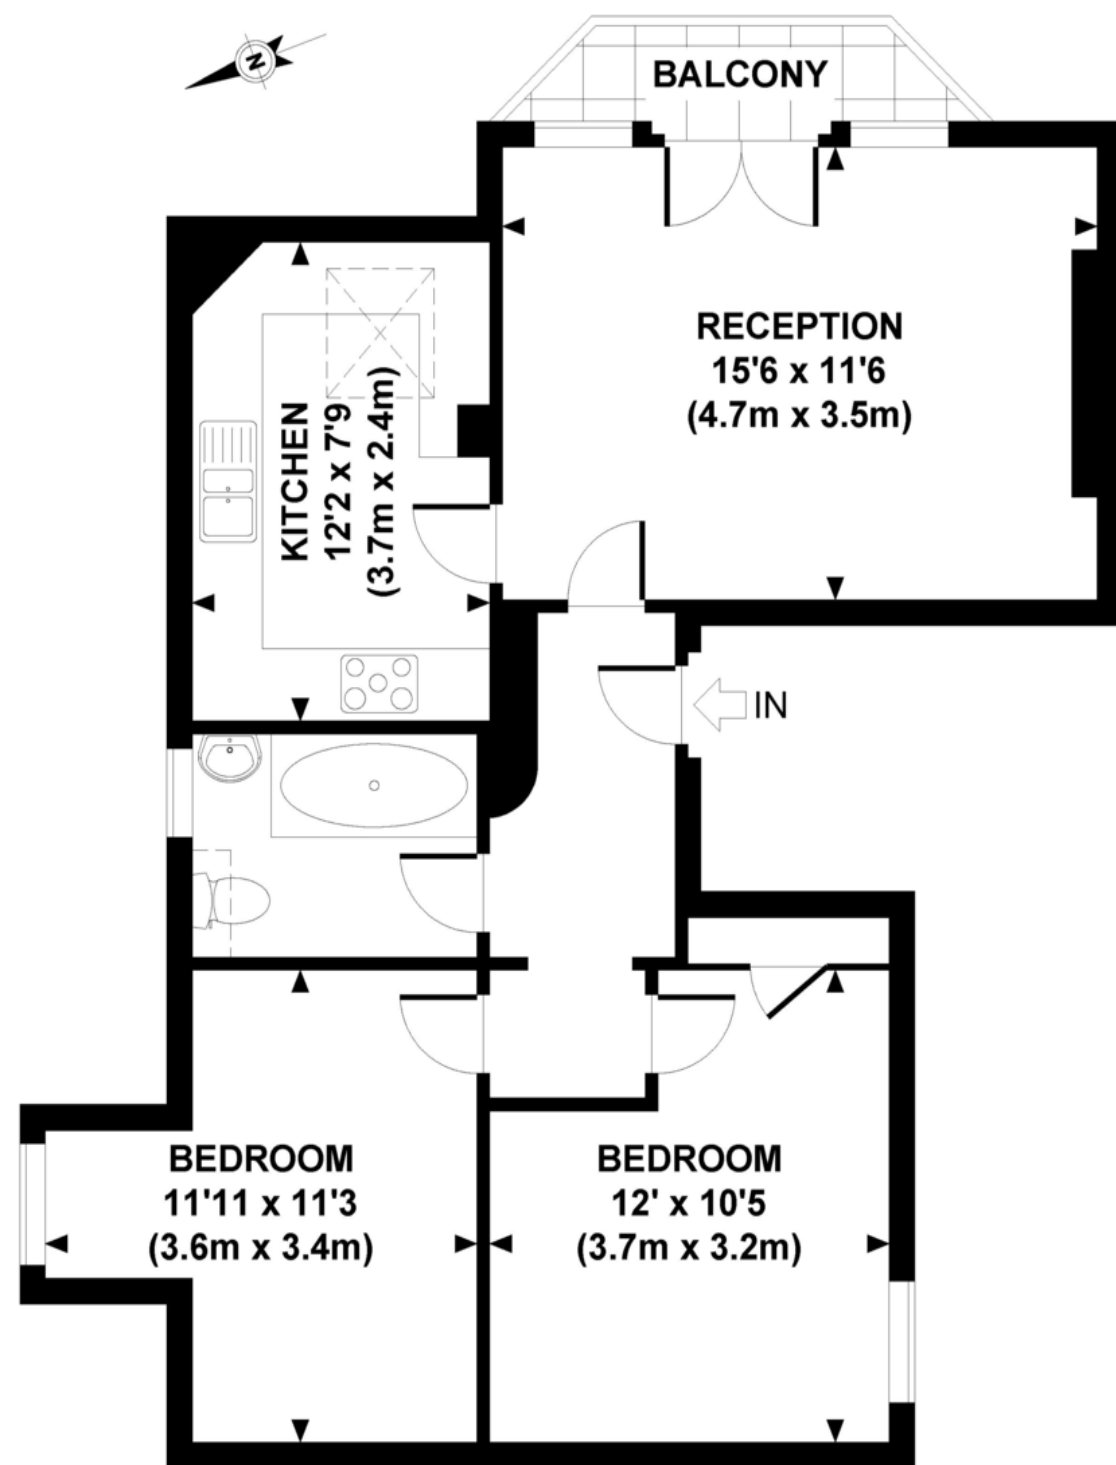 N
BALCONY
RECEPTION
15'6 x 11'6
(4.7m x 3.5m)
KITCHEN
12'2 x 7'9
(3.7m x 2.4m)
IN
BEDROOM
11'11 x 11'3
(3.6m x 3.4m)
BEDROOM
12' x 10'5
(3.7m x 3.2m)